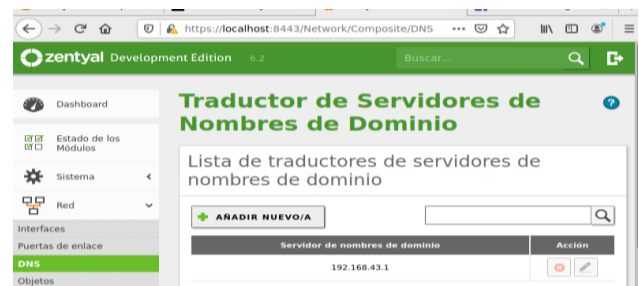 https://localhost:8443/Network/Composite/DNS
zentyal Development Edition 6.2
Buscar...
Dashboard
Estado de los
Módulos
Sistema
Red
Interfaces
Puertas de enlace
DNS
Objetos
Traductor de Servidores de
Nombres de Dominio
?
Lista de traductores de servidores de
nombres de dominio
+ AÑADIR NUEVO/A
Servidor de nombres de dominio Acción
192.168.43.1